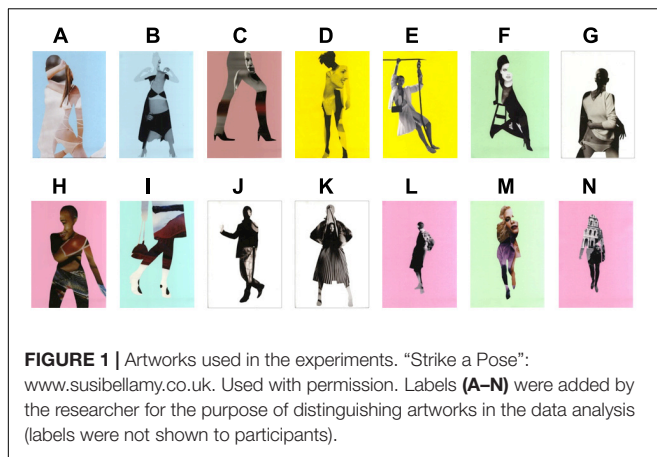 A B C D E F G
H I J K L M N
FIGURE 1 | Artworks used in the experiments. “Strike a Pose”:
www.susibellamy.co.uk. Used with permission. Labels (A–N) were added by
the researcher for the purpose of distinguishing artworks in the data analysis
(labels were not shown to participants).